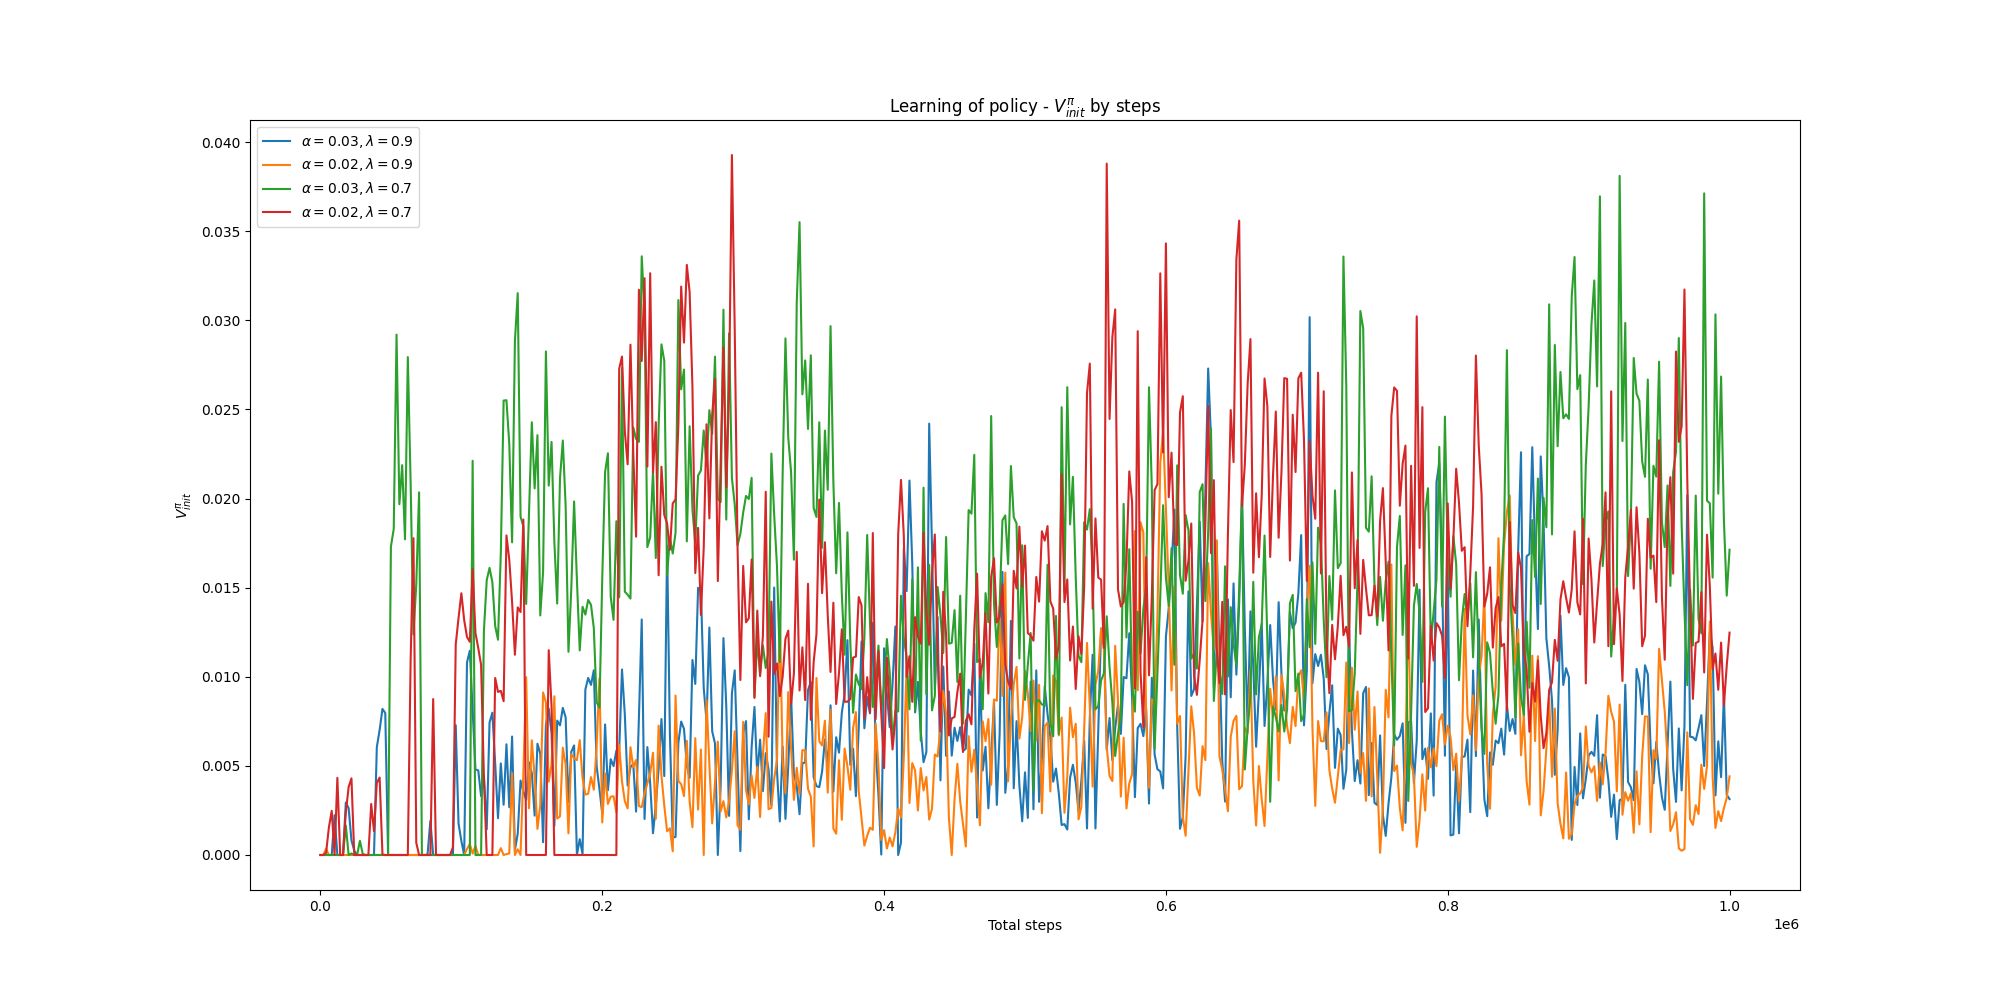 Learning of policy - $V^{\pi}_{init}$ by steps
α = 0.03, λ = 0.9
α = 0.02, λ = 0.9
α = 0.03, λ = 0.7
α = 0.02, λ = 0.7
0.040
0.035
0.030
0.025
0.020
0.015
0.010
0.005
0.000
$V^{\pi}_{init}$
0.0 0.2 0.4 0.6 0.8 1.0
Total steps
1e6